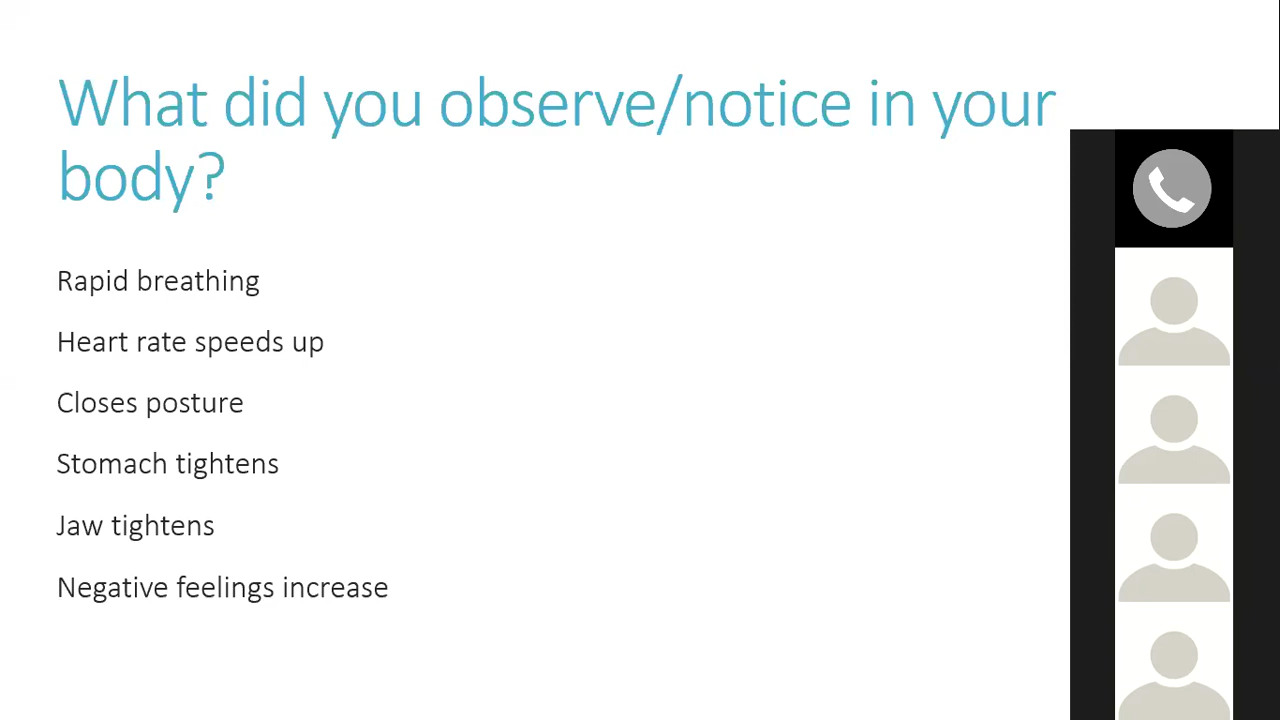 What did you observe/notice in your
body?
Rapid breathing
Heart rate speeds up
Closes posture
Stomach tightens
Jaw tightens
Negative feelings increase